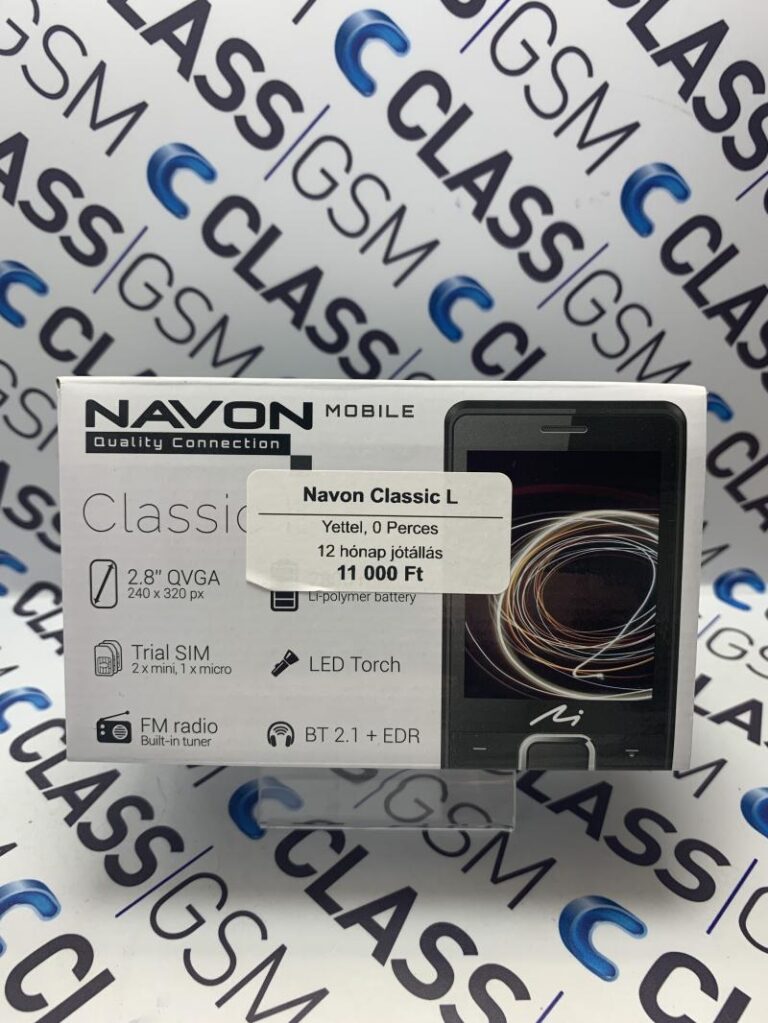 CLASS|GSM
NAVON MOBILE
Quality Connection
Classic
Navon Classic L
Yettel, 0 Perces
12 hónap jótállás
11 000 Ft
2.8" QVGA
240 x 320 px
Li-polymer battery
Trial SIM
2 x mini, 1 x micro
LED Torch
FM radio
Built-in tuner
BT 2.1 + EDR
CLASS|GSM